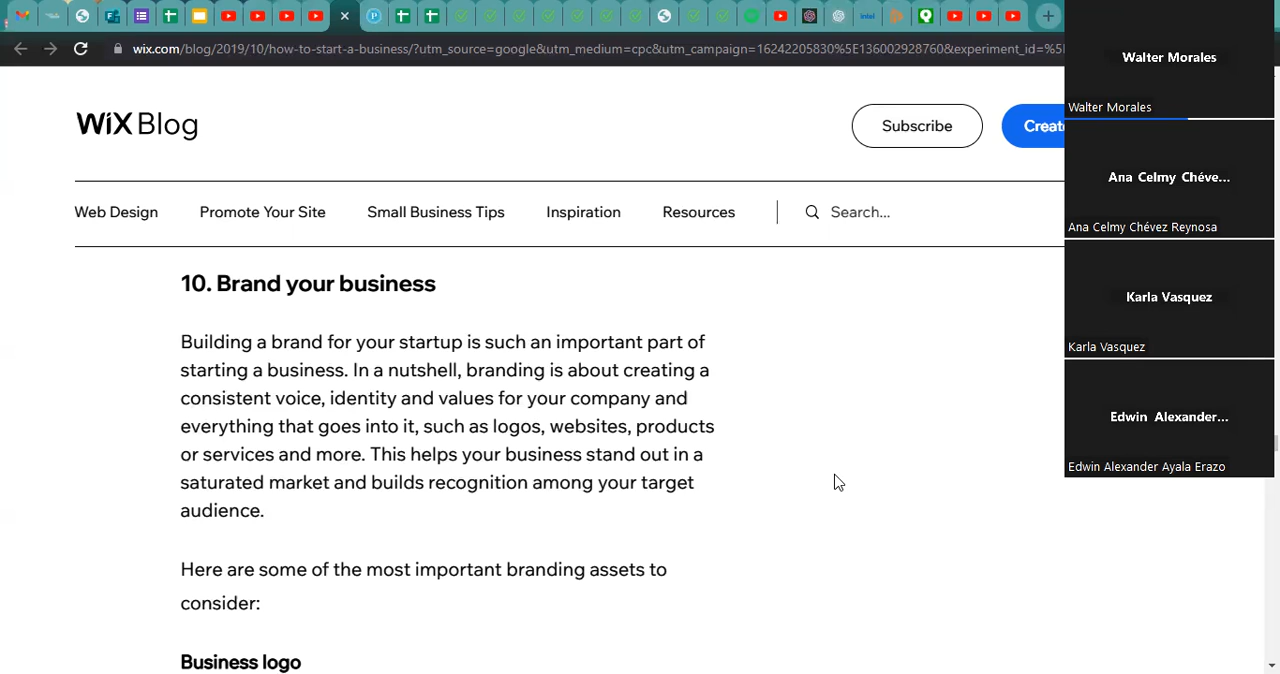 wix.com/blog/2019/10/how-to-start-a-business/?utm_source=google&utm_medium=cpc&utm_campaign=16242205830%5E136002928760&experiment_id=%5
WiX Blog
Subscribe
Create
Web Design Promote Your Site Small Business Tips Inspiration Resources Search...
10. Brand your business
Building a brand for your startup is such an important part of
starting a business. In a nutshell, branding is about creating a
consistent voice, identity and values for your company and
everything that goes into it, such as logos, websites, products
or services and more. This helps your business stand out in a
saturated market and builds recognition among your target
audience.
Here are some of the most important branding assets to
consider:
Business logo
Walter Morales
Walter Morales
Ana Celmy Chéve...
Ana Celmy Chévez Reynosa
Karla Vasquez
Karla Vasquez
Edwin Alexander...
Edwin Alexander Ayala Erazo